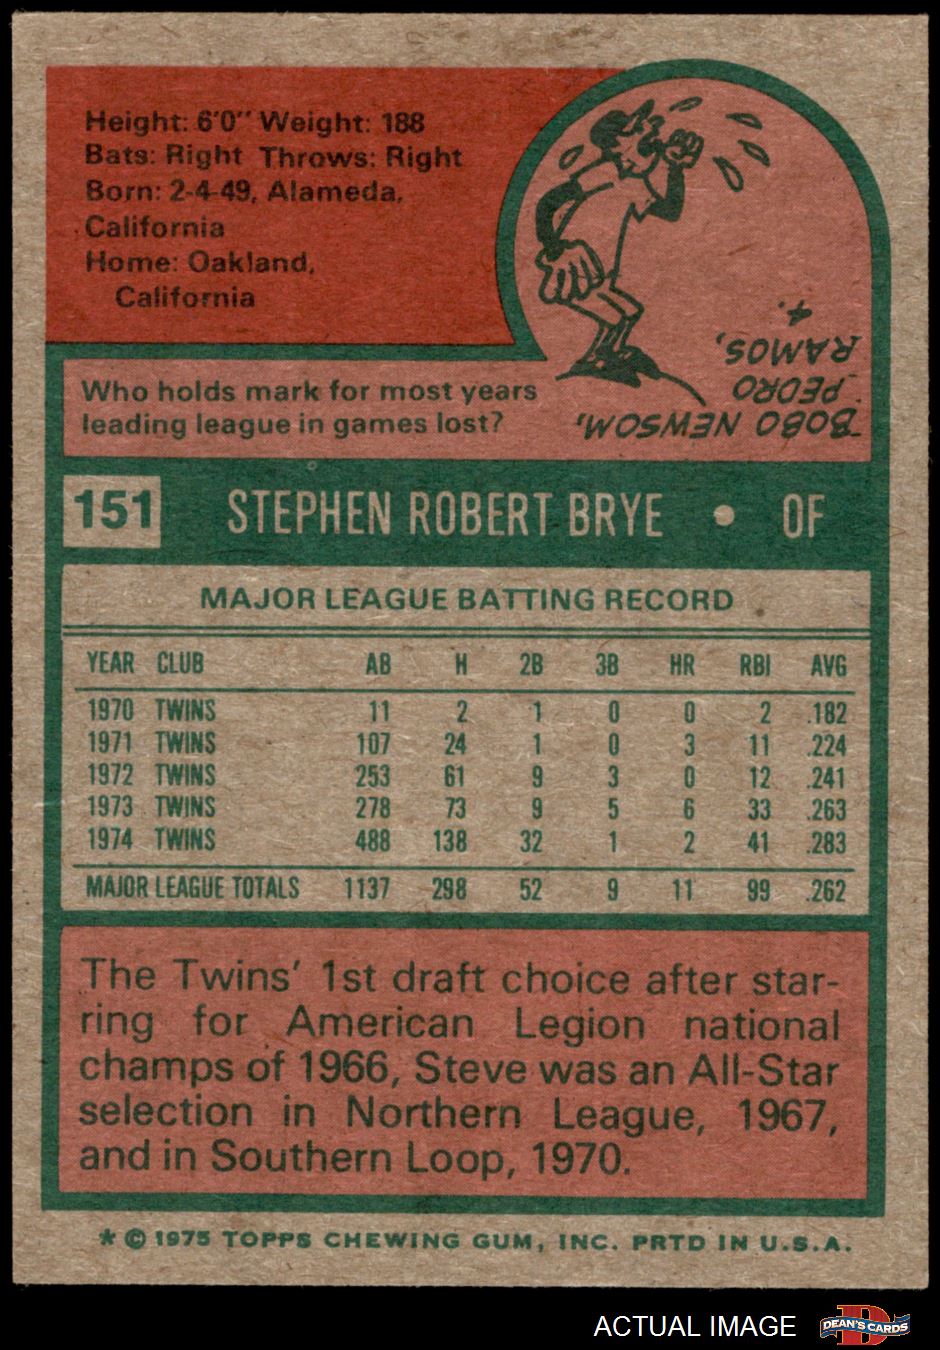 Height: 6'0" Weight: 188
Bats: Right Throws: Right
Born: 2-4-49, Alameda,
California
Home: Oakland,
California
Who holds mark for most years
leading league in games lost?
BOBO NEWSOM,
PEDRO
RAMOS,
4.
151 STEPHEN ROBERT BRYE • OF
MAJOR LEAGUE BATTING RECORD
YEAR CLUB AB H 2B 3B HR RBI AVG
1970 TWINS 11 2 1 0 0 2 .182
1971 TWINS 107 24 1 0 3 11 .224
1972 TWINS 253 61 9 3 0 12 .241
1973 TWINS 278 73 9 5 6 33 .263
1974 TWINS 488 138 32 1 2 41 .283
MAJOR LEAGUE TOTALS 1137 298 52 9 11 99 .262
The Twins' 1st draft choice after star-
ring for American Legion national
champs of 1966, Steve was an All-Star
selection in Northern League, 1967,
and in Southern Loop, 1970.
* © 1975 TOPPS CHEWING GUM, INC. PRTD IN U.S.A.
ACTUAL IMAGE
D
DEAN'S CARDS